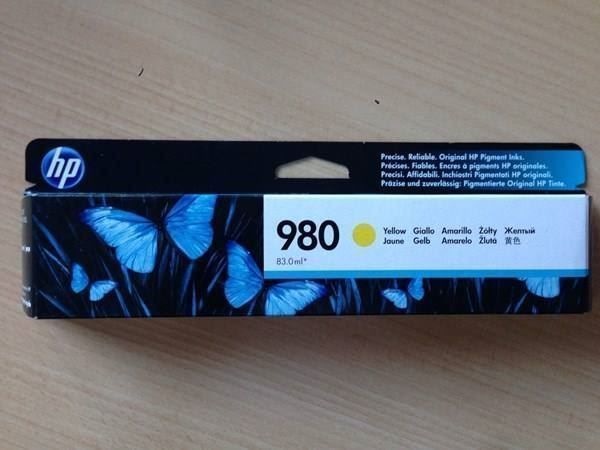 hp
Precise. Reliable. Original HP Pigment Inks.
Précises. Fiables. Encres à pigments HP originales.
Precisi. Affidabili. Inchiostri Pigmentati HP originali.
Präzise und zuverlässig: Pigmentierte Original HP Tinte.
980
83.0ml*
Yellow Giallo Amarillo Żółty Желтый
Jaune Gelb Amarelo Žlutá 黄色